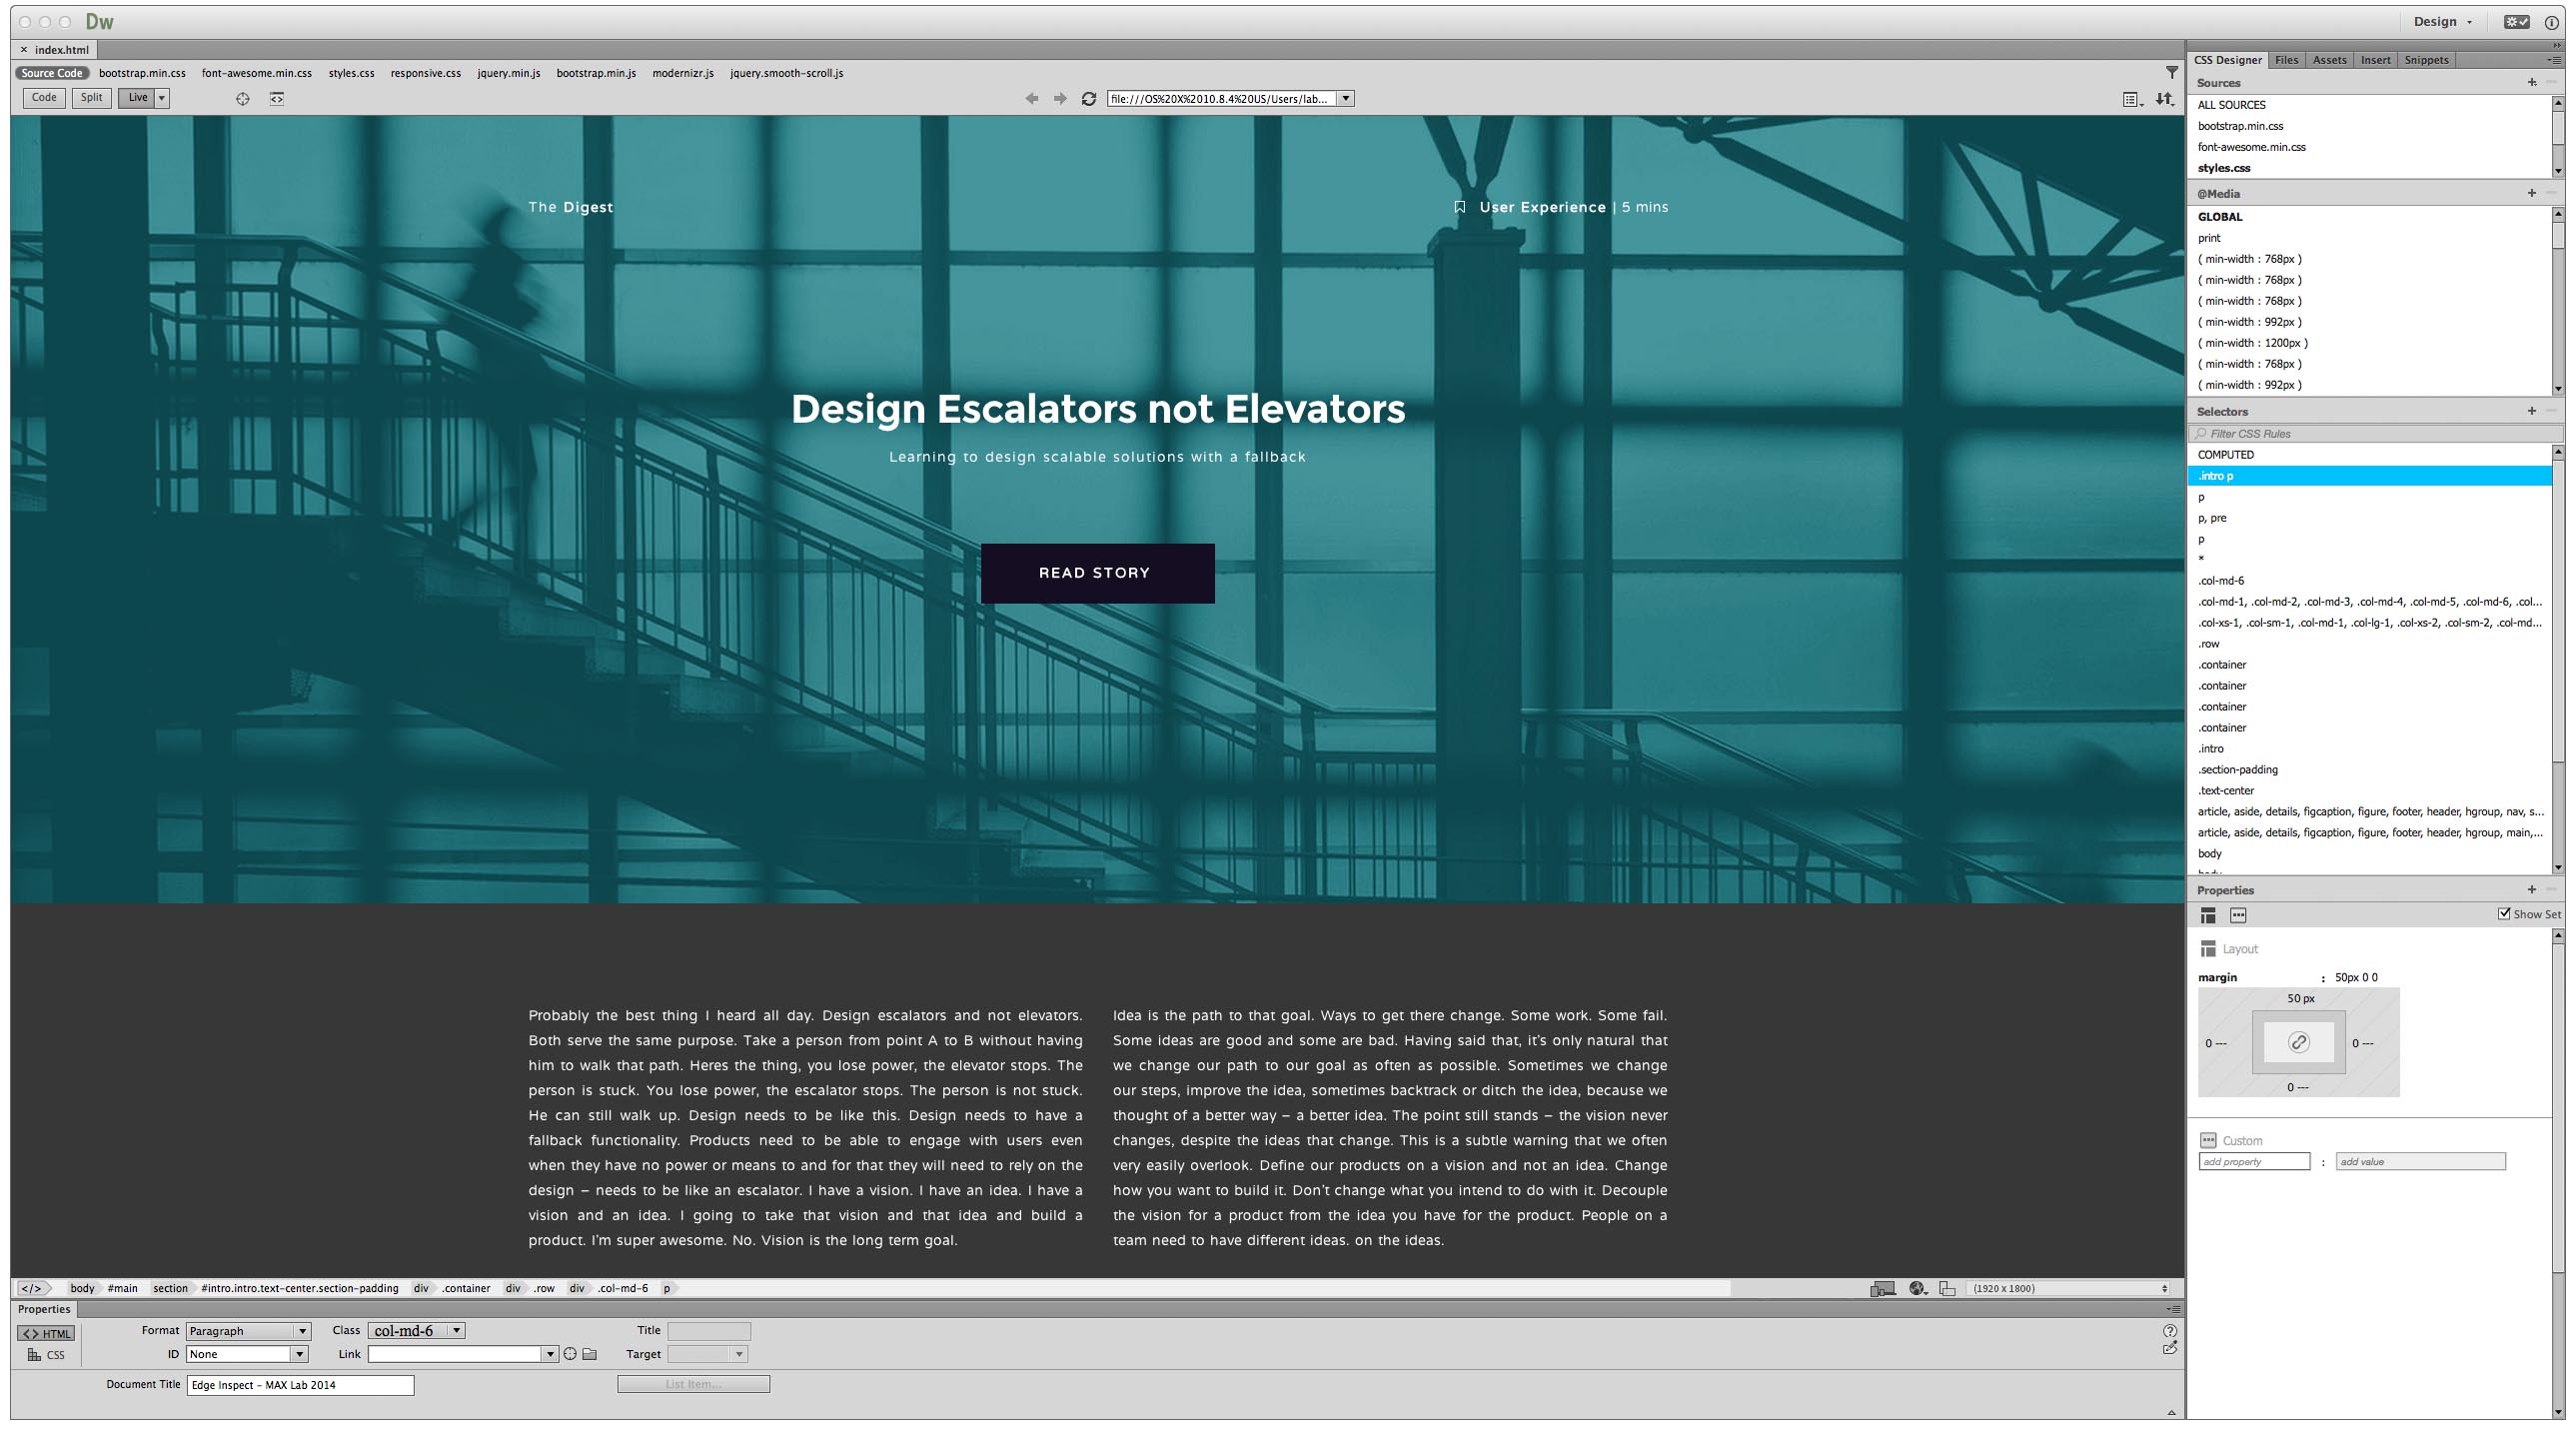 Dw
Design
× index.html
Source Code bootstrap.min.css font-awesome.min.css styles.css responsive.css jquery.min.js bootstrap.min.js modernizr.js jquery.smooth-scroll.js
Code Split Live
file:///OS%20X%2010.8.4%20US/Users/lab...
The Digest
User Experience | 5 mins
Design Escalators not Elevators
Learning to design scalable solutions with a fallback
READ STORY
Probably the best thing I heard all day. Design escalators and not elevators.
Both serve the same purpose. Take a person from point A to B without having
him to walk that path. Heres the thing, you lose power, the elevator stops. The
person is stuck. You lose power, the escalator stops. The person is not stuck.
He can still walk up. Design needs to be like this. Design needs to have a
fallback functionality. Products need to be able to engage with users even
when they have no power or means to and for that they will need to rely on the
design – needs to be like an escalator. I have a vision. I have an idea. I have a
vision and an idea. I going to take that vision and that idea and build a
product. I'm super awesome. No. Vision is the long term goal.
Idea is the path to that goal. Ways to get there change. Some work. Some fail.
Some ideas are good and some are bad. Having said that, it's only natural that
we change our path to our goal as often as possible. Sometimes we change
our steps, improve the idea, sometimes backtrack or ditch the idea, because we
thought of a better way – a better idea. The point still stands – the vision never
changes, despite the ideas that change. This is a subtle warning that we often
very easily overlook. Define our products on a vision and not an idea. Change
how you want to build it. Don't change what you intend to do with it. Decouple
the vision for a product from the idea you have for the product. People on a
team need to have different ideas. on the ideas.
</> body #main section #intro.intro.text-center.section-padding div .container div .row div .col-md-6 p
(1920 x 1800)
Properties
<> HTML
CSS
Format Paragraph Class col-md-6 Title
ID None Link Target
Document Title Edge Inspect - MAX Lab 2014 List Item...
CSS Designer Files Assets Insert Snippets
Sources
ALL SOURCES
bootstrap.min.css
font-awesome.min.css
styles.css
@Media
GLOBAL
print
( min-width : 768px )
( min-width : 768px )
( min-width : 768px )
( min-width : 992px )
( min-width : 1200px )
( min-width : 768px )
( min-width : 992px )
Selectors
Filter CSS Rules
COMPUTED
.intro p
p
p, pre
p
*
.col-md-6
.col-md-1, .col-md-2, .col-md-3, .col-md-4, .col-md-5, .col-md-6, .col...
.col-xs-1, .col-sm-1, .col-md-1, .col-lg-1, .col-xs-2, .col-sm-2, .col-md...
.row
.container
.container
.container
.container
.intro
.section-padding
.text-center
article, aside, details, figcaption, figure, footer, header, hgroup, nav, s...
article, aside, details, figcaption, figure, footer, header, hgroup, main,...
body
Properties
Show Set
Layout
margin : 50px 0 0
50 px
0 --- 0 ---
0 ---
Custom
add property : add value